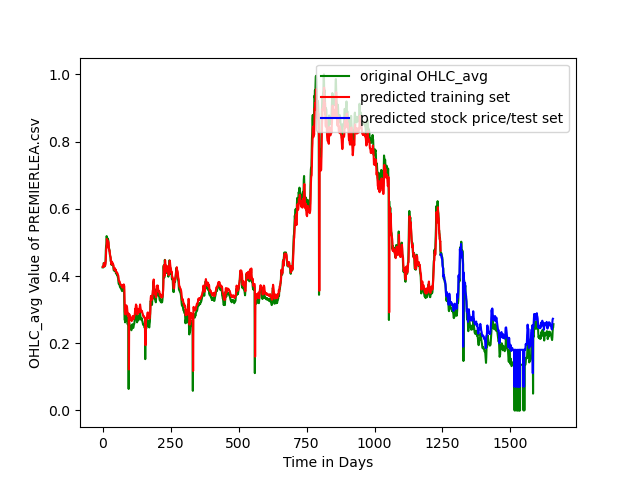 original OHLC_avg
predicted training set
predicted stock price/test set
OHLC_avg Value of PREMIERLEA.csv
1.0
0.8
0.6
0.4
0.2
0.0
0 250 500 750 1000 1250 1500
Time in Days